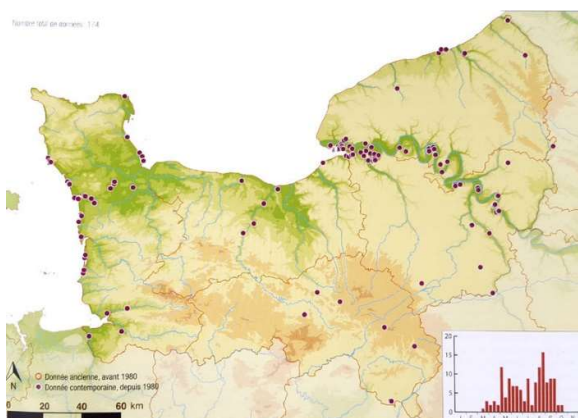 Nombre total de données : 174
N
Donnée ancienne, avant 1980
Donnée contemporaine, depuis 1980
0 20 40 60 km
20
15
10
5
0